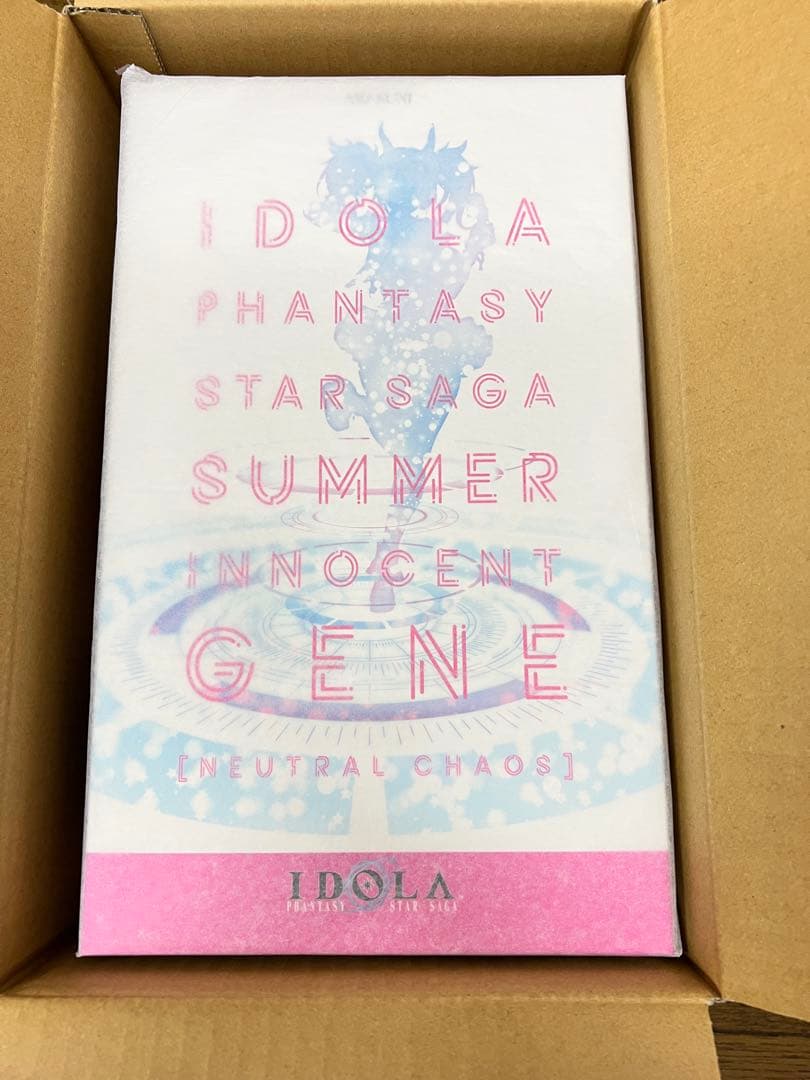 IDOLA
PHANTASY
STAR SAGA
SUMMER
INNOCENT
GENE
[NEUTRAL CHAOS]
IDOLA
PHANTASY STAR SAGA